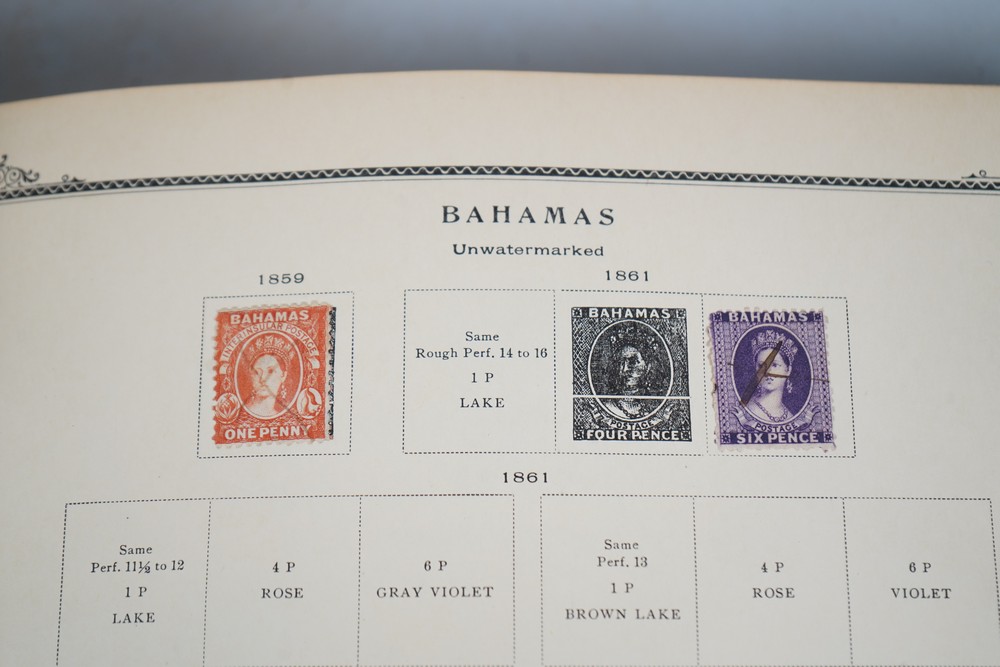 BAHAMAS
Unwatermarked
1859
1861
BAHAMAS
INTERINSULAR POSTAGE
ONE PENNY
Same
Rough Perf. 14 to 16
1 P
LAKE
BAHAMAS
POSTAGE
FOUR PENCE
BAHAMAS
POSTAGE
SIX PENCE
1861
Same
Perf. 11½ to 12
1 P
LAKE
4 P
ROSE
6 P
GRAY VIOLET
Same
Perf. 13
1 P
BROWN LAKE
4 P
ROSE
6 P
VIOLET